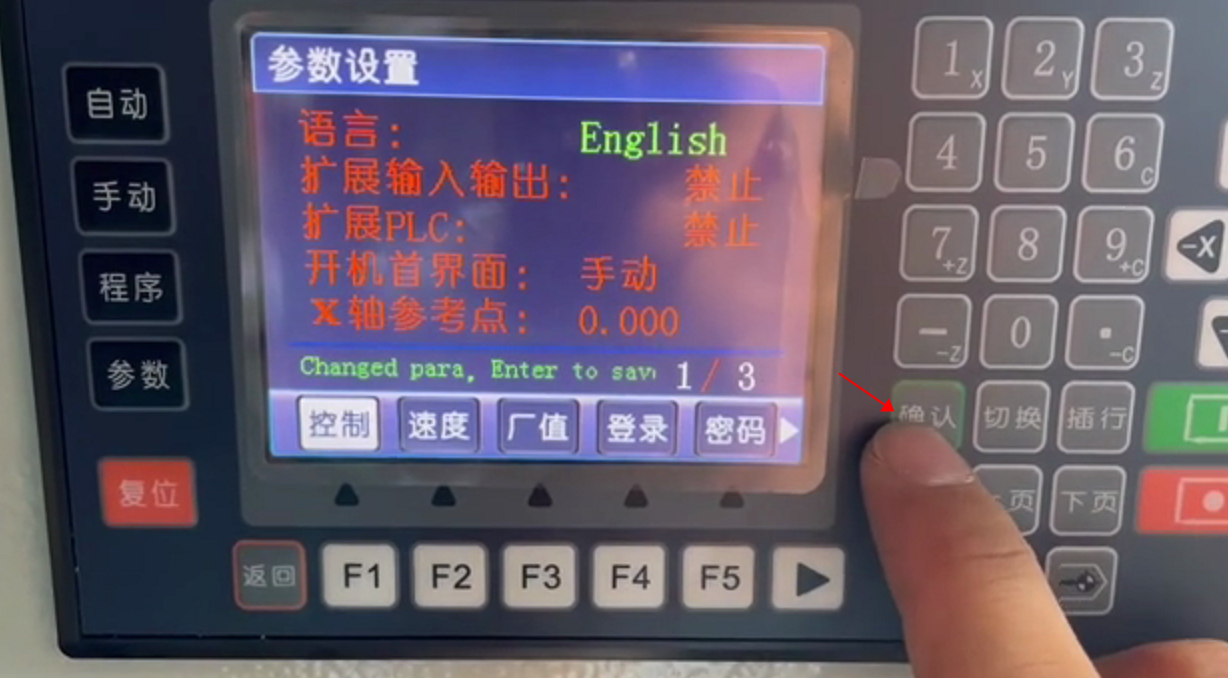 参数设置
语言： English
扩展输入输出： 禁止
扩展PLC： 禁止
开机首界面： 手动
X轴参考点： 0.000
Changed para, Enter to sav
1/3
控制 速度 厂值 登录 密码
自动
手动
程序
参数
复位
返回 F1 F2 F3 F4 F5
1X 2Y 3Z
4 5 6C
7+Z 8 9+C
-X
— -Z 0 . -C
确认 切换 插行
页 下页